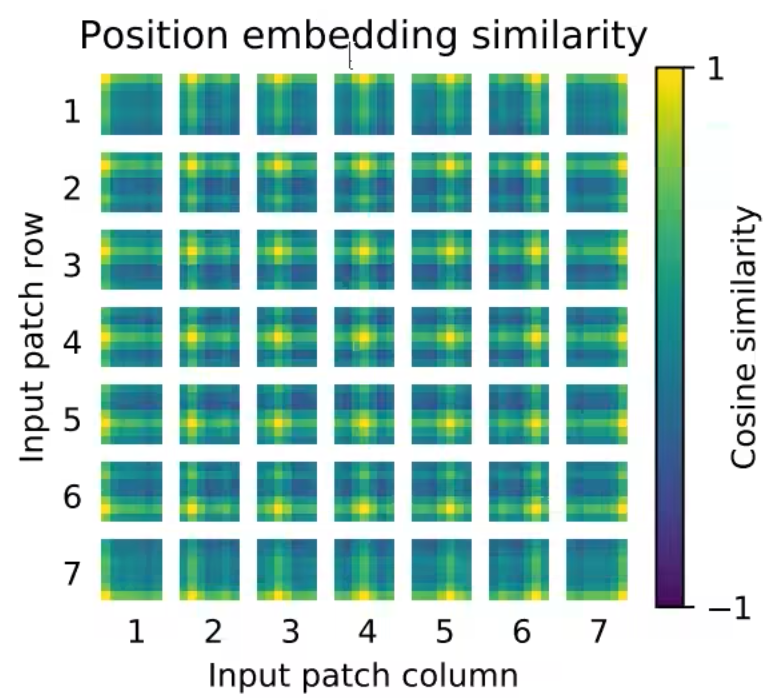 Position embedding similarity
1
2
3
4
5
6
7
Input patch row
1 2 3 4 5 6 7
Input patch column
1
−1
Cosine similarity